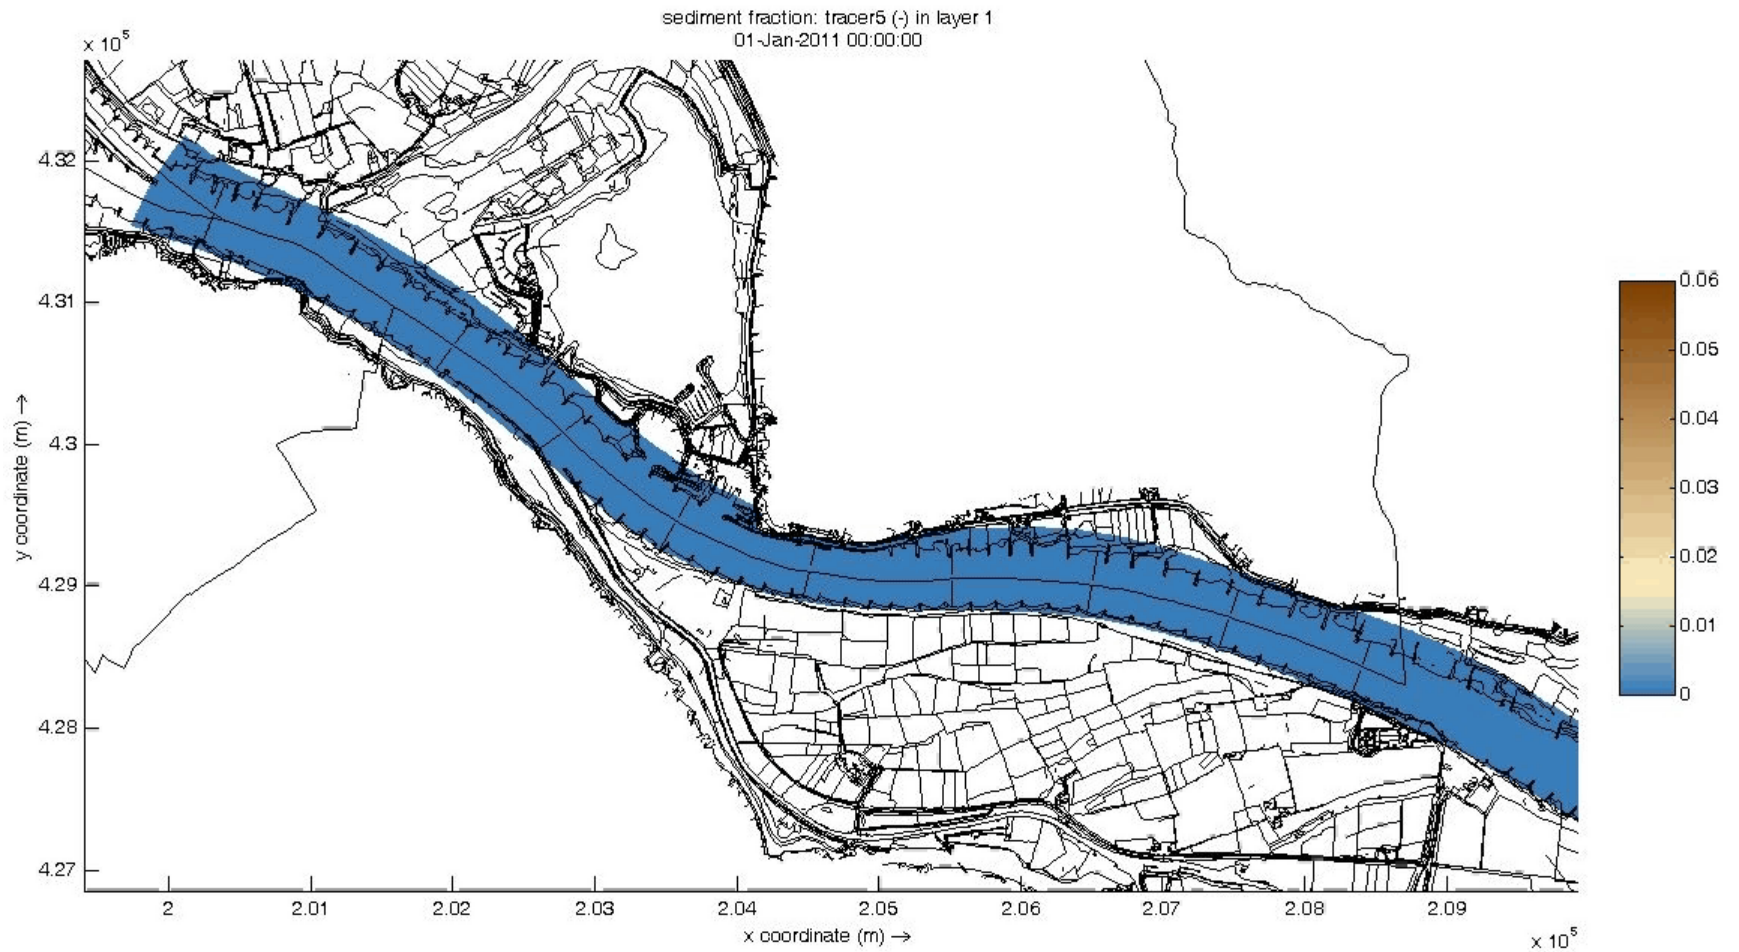 sediment fraction: tracer5 (-) in layer 1
01-Jan-2011 00:00:00
x 10^5
4.32
4.31
4.3
4.29
4.28
4.27
y coordinate (m) →
2 2.01 2.02 2.03 2.04 2.05 2.06 2.07 2.08 2.09
x coordinate (m) →
x 10^5
0.06
0.05
0.04
0.03
0.02
0.01
0